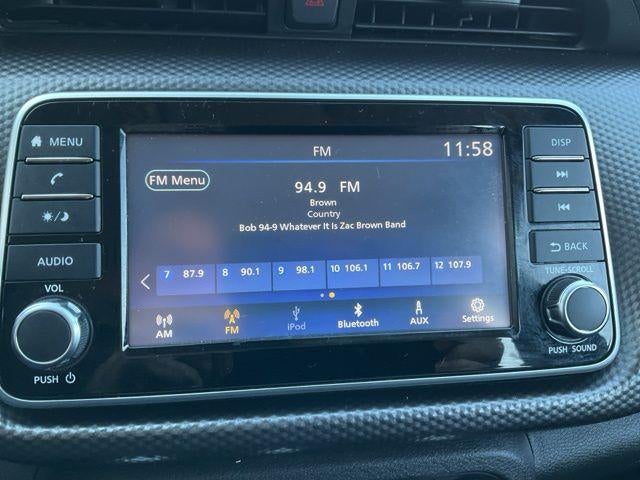 MENU
AUDIO
VOL
PUSH
FM
11:58
FM Menu
94.9 FM
Brown
Country
Bob 94-9 Whatever It Is Zac Brown Band
7 87.9
8 90.1
9 98.1
10 106.1
11 106.7
12 107.9
AM
FM
iPod
Bluetooth
AUX
Settings
DISP
BACK
TUNE·SCROLL
PUSH SOUND